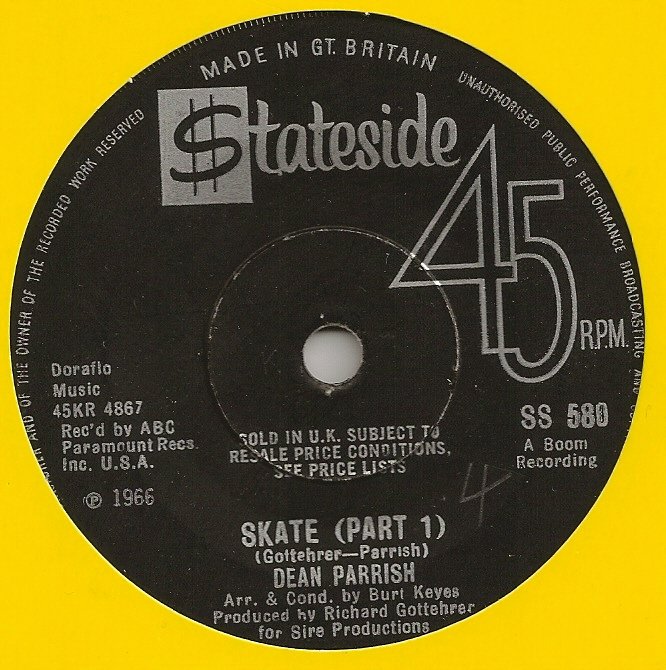 MADE IN GT. BRITAIN
AND OF THE OWNER OF THE RECORDED WORK RESERVED
UNAUTHORISED PUBLIC PERFORMANCE BROADCASTING AND
$tateside
45
R.P.M.
Doraflo
Music
45KR 4867
Rec'd by ABC
Paramount Recs.
Inc. U.S.A.
℗ 1966
SS 580
A Boom
Recording
SOLD IN U.K. SUBJECT TO
RESALE PRICE CONDITIONS,
SEE PRICE LISTS
4
SKATE (PART 1)
(Gottehrer—Parrish)
DEAN PARRISH
Arr. & Cond. by Burt Keyes
Produced by Richard Gottehrer
for Sire Productions